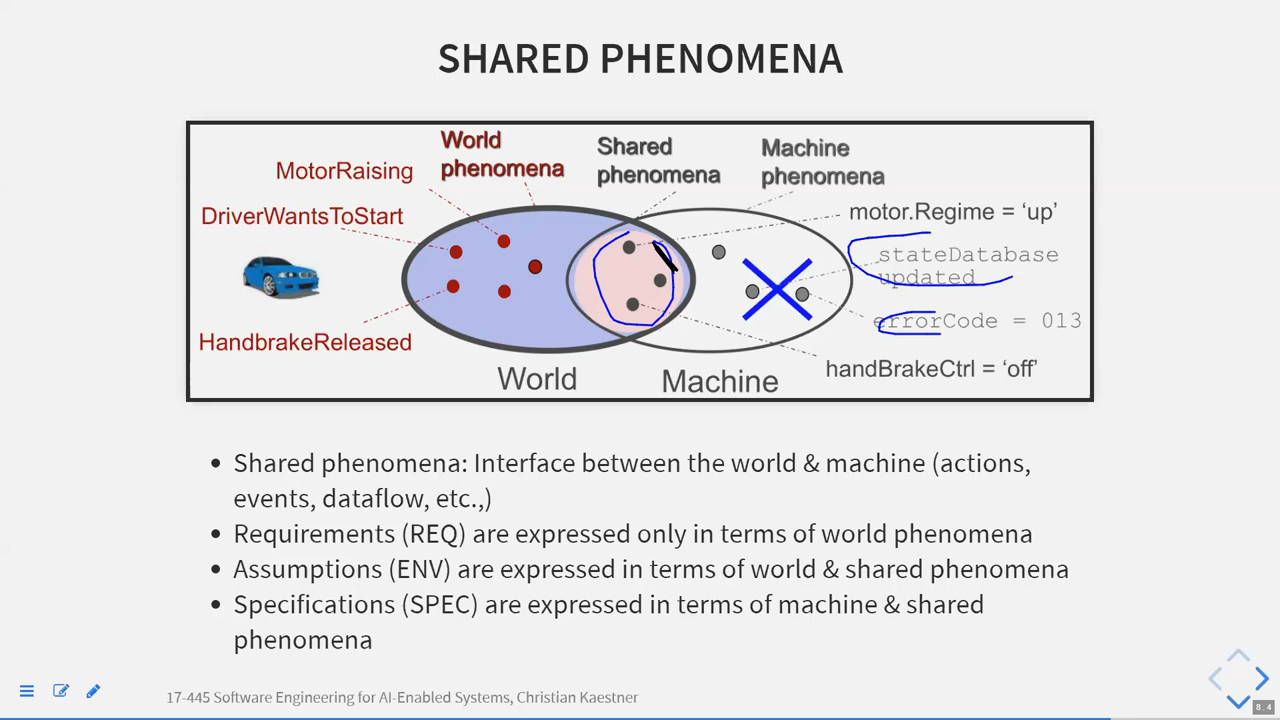 SHARED PHENOMENA
World
phenomena
Shared
phenomena
Machine
phenomena
MotorRaising
DriverWantsToStart
HandbrakeReleased
motor.Regime = ‘up’
stateDatabase
updated
errorCode = 013
handBrakeCtrl = ‘off’
World
Machine
• Shared phenomena: Interface between the world & machine (actions,
events, dataflow, etc.,)
• Requirements (REQ) are expressed only in terms of world phenomena
• Assumptions (ENV) are expressed in terms of world & shared phenomena
• Specifications (SPEC) are expressed in terms of machine & shared
phenomena
17-445 Software Engineering for AI-Enabled Systems, Christian Kaestner
8.4